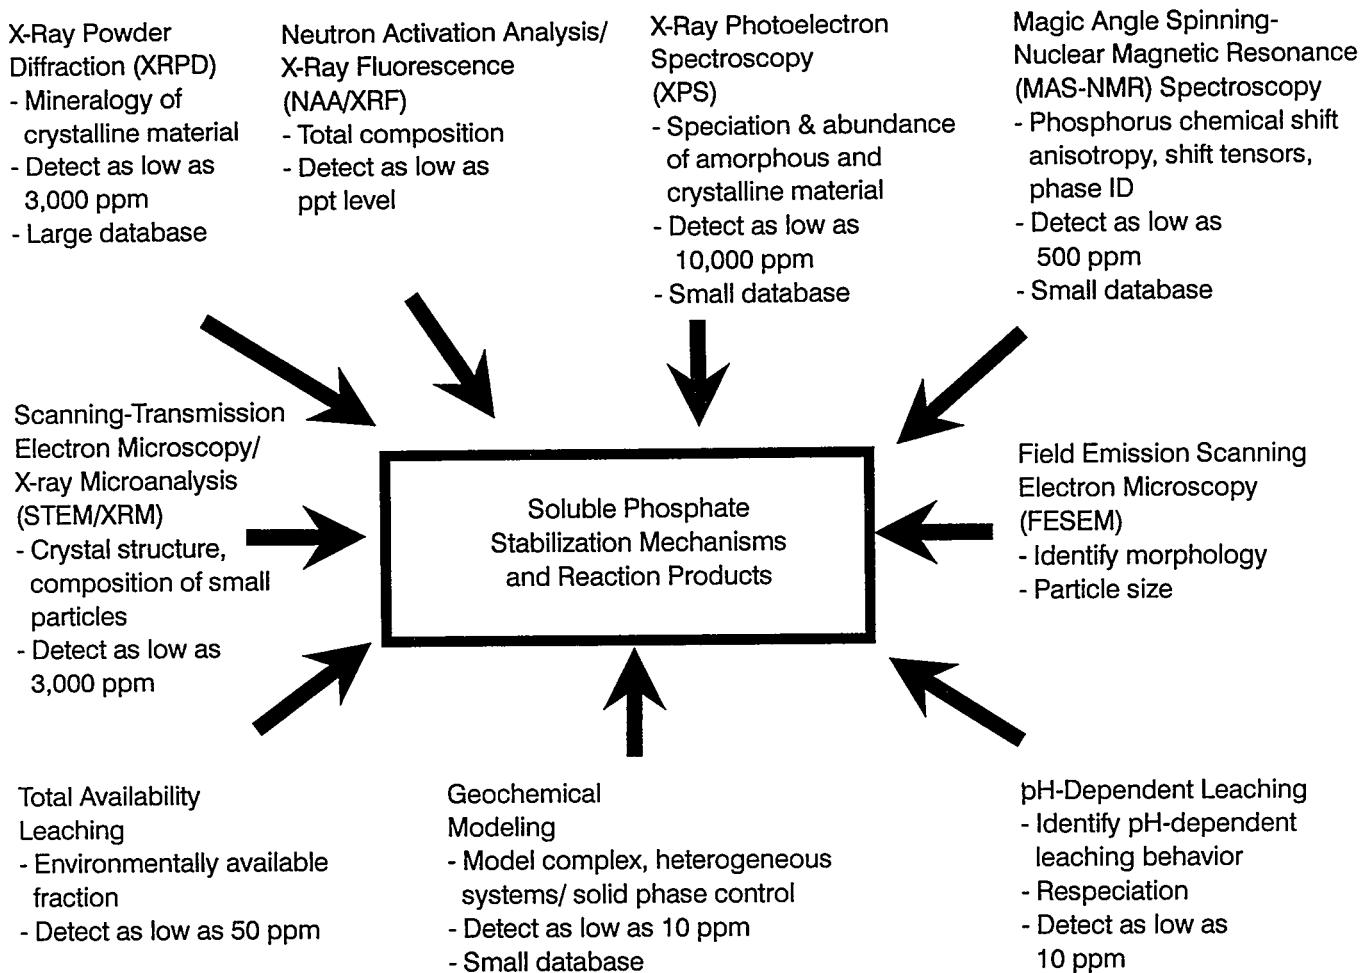 X-Ray Powder
Diffraction (XRPD)
- Mineralogy of
crystalline material
- Detect as low as
3,000 ppm
- Large database
Neutron Activation Analysis/
X-Ray Fluorescence
(NAA/XRF)
- Total composition
- Detect as low as
ppt level
X-Ray Photoelectron
Spectroscopy
(XPS)
- Speciation & abundance
of amorphous and
crystalline material
- Detect as low as
10,000 ppm
- Small database
Magic Angle Spinning-
Nuclear Magnetic Resonance
(MAS-NMR) Spectroscopy
- Phosphorus chemical shift
anisotropy, shift tensors,
phase ID
- Detect as low as
500 ppm
- Small database
Scanning-Transmission
Electron Microscopy/
X-ray Microanalysis
(STEM/XRM)
- Crystal structure,
composition of small
particles
- Detect as low as
3,000 ppm
Soluble Phosphate
Stabilization Mechanisms
and Reaction Products
Field Emission Scanning
Electron Microscopy
(FESEM)
- Identify morphology
- Particle size
Total Availability
Leaching
- Environmentally available
fraction
- Detect as low as 50 ppm
Geochemical
Modeling
- Model complex, heterogeneous
systems/ solid phase control
- Detect as low as 10 ppm
- Small database
pH-Dependent Leaching
- Identify pH-dependent
leaching behavior
- Respeciation
- Detect as low as
10 ppm